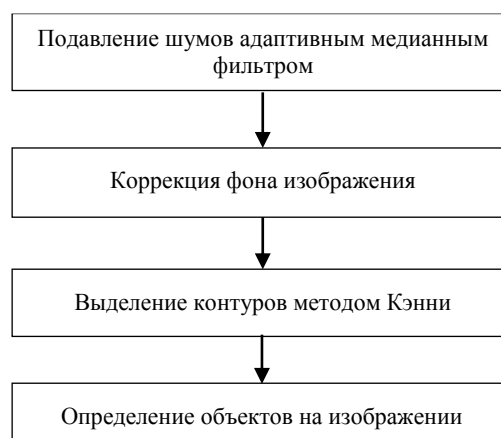 Подавление шумов адаптивным медианным
фильтром
Коррекция фона изображения
Выделение контуров методом Кэнни
Определение объектов на изображении